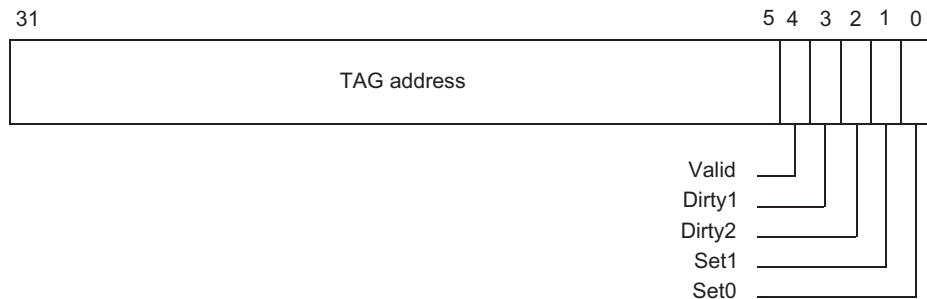 31 5 4 3 2 1 0
TAG address
Valid
Dirty1
Dirty2
Set1
Set0